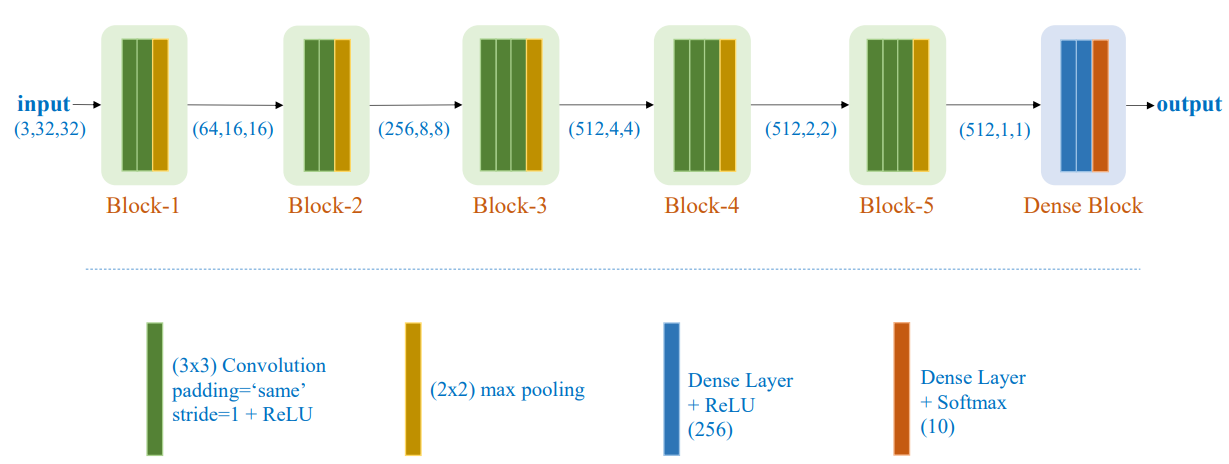 input
(3,32,32)
(64,16,16)
(256,8,8)
(512,4,4)
(512,2,2)
(512,1,1)
output
Block-1
Block-2
Block-3
Block-4
Block-5
Dense Block
(3x3) Convolution
padding=‘same’
stride=1 + ReLU
(2x2) max pooling
Dense Layer
+ ReLU
(256)
Dense Layer
+ Softmax
(10)